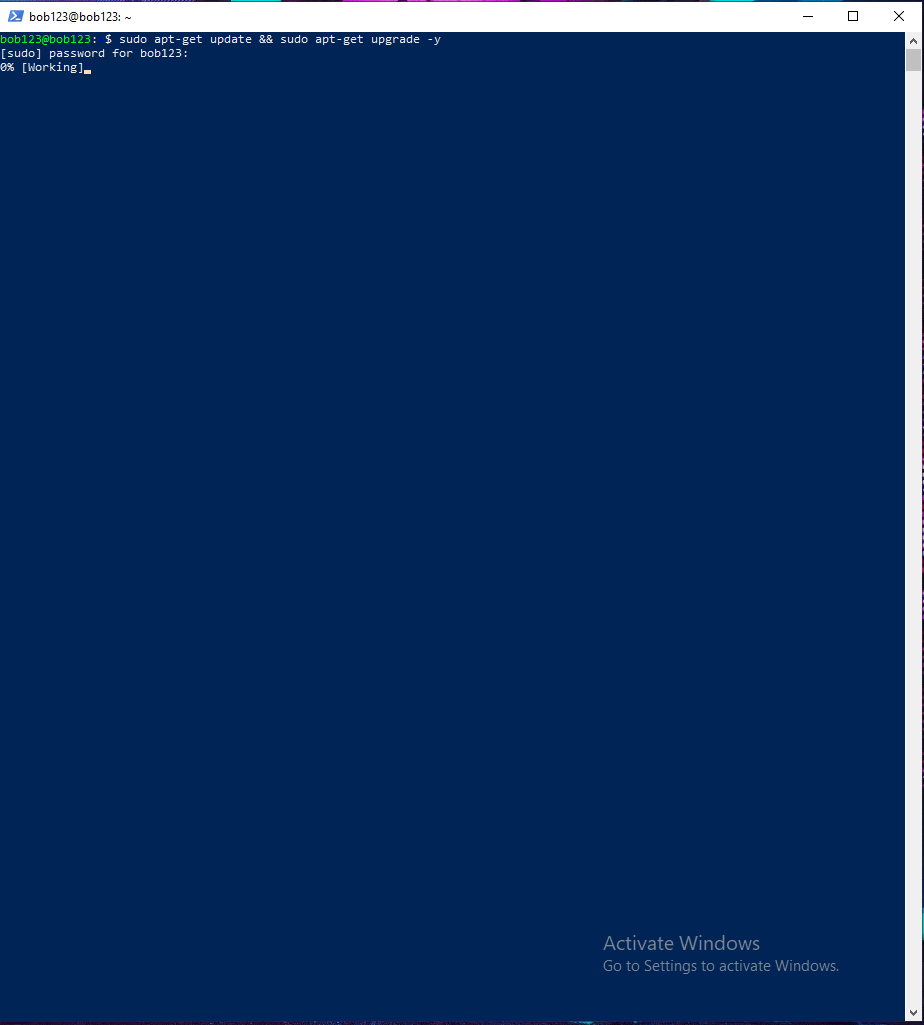 bob123@bob123: ~
bob123@bob123: $ sudo apt-get update && sudo apt-get upgrade -y
[sudo] password for bob123:
0% [Working]
Activate Windows
Go to Settings to activate Windows.